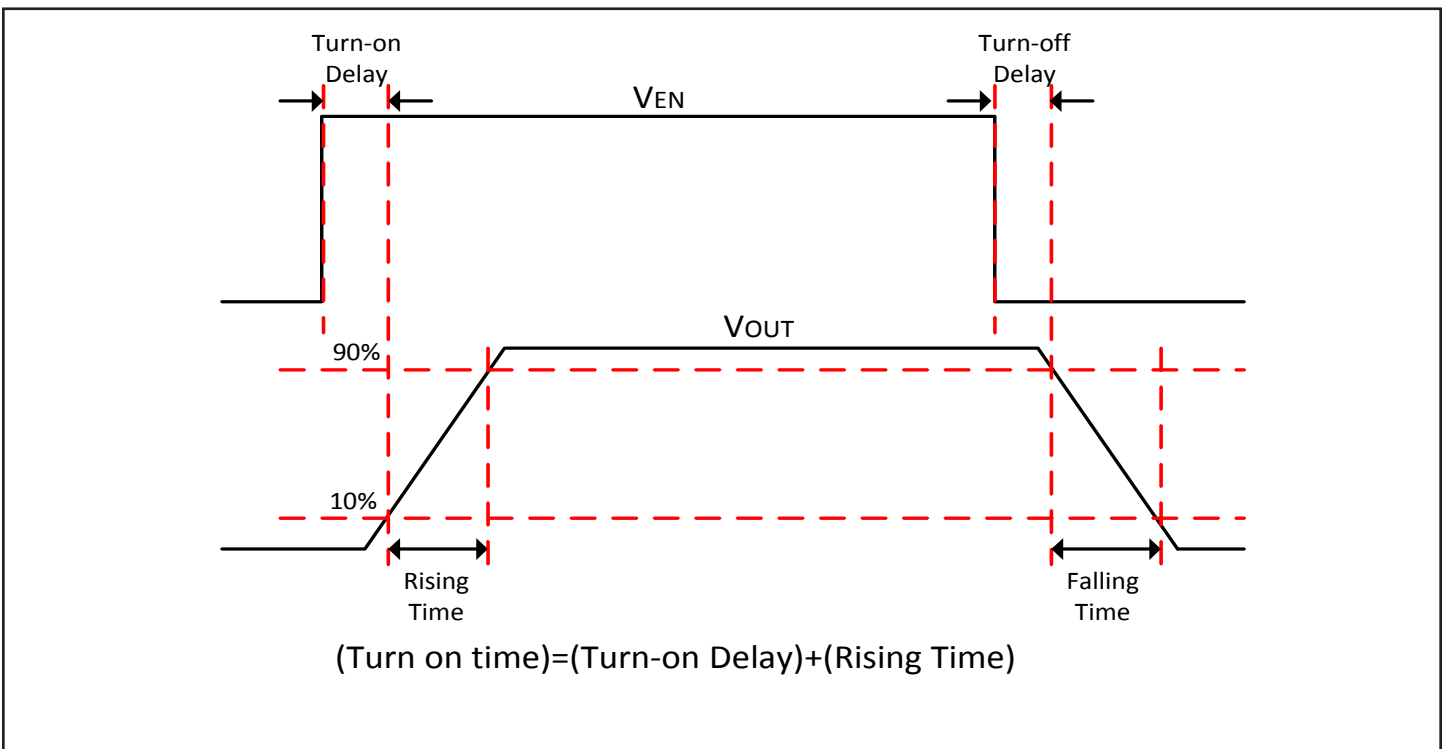 Turn-on
Delay
Turn-off
Delay
VEN
VOUT
90%
10%
Rising
Time
Falling
Time
(Turn on time)=(Turn-on Delay)+(Rising Time)